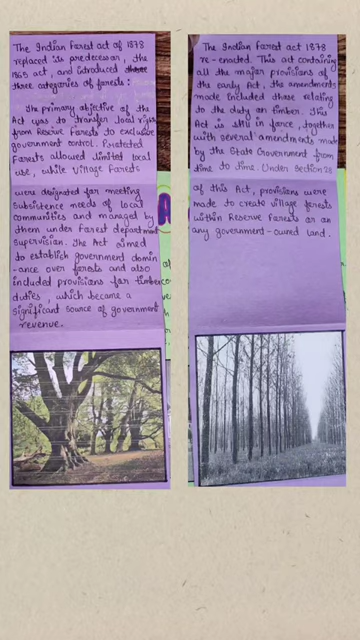 The Indian Forest act of 1878
replaced its predecessor, the
1865 act, and introduced three
three categories of forests:
The primary objective of the
Act was to transfer local rights
from Reserve Forests to exclusive
government control. Protected
Forests allowed limited local
use, while Village Forests
were designated for meeting
subsistence needs of local
communities and managed by
them under Forest department
supervision. The Act aimed
to establish government domin
-ance over forests and also
included provisions for timber
duties, which became a
significant source of government
revenue.
The Indian Forest act 1878
re-enacted. This act containing
all the major provisions of
the early Act, the amendments
made included those relating
to the duty on timber. This
Act is still in force, together
with several amendments made
by the State Government from
time to time. Under Section 28
of this Act, provisions were
made to create village forests
within Reserve Forests or on
any government-owned land.